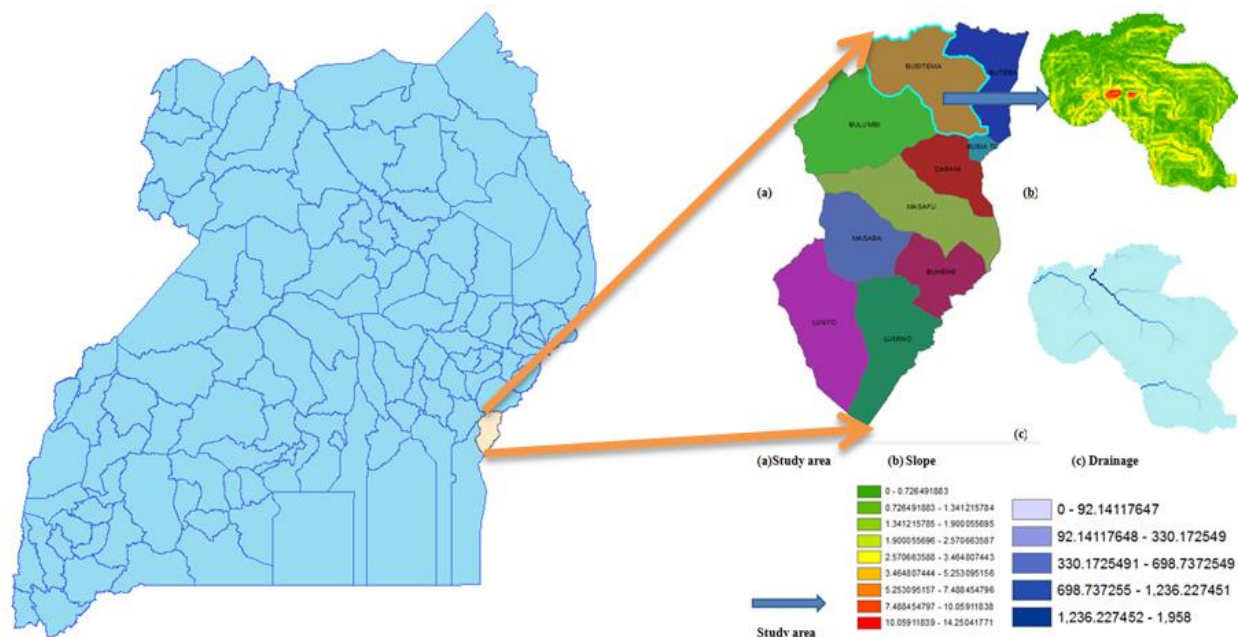 BUSITEMA
BUTEBA
BULUMBI
BUSIA TC
DABANI
(a)
(b)
MASAFU
MASABA
BUHEHE
LUNYO
LUMINO
(c)
(a)Study area
(b) Slope
(c) Drainage
0 - 0.726491883
0.726491883 - 1.341215784
1.341215785 - 1.900055695
1.900055696 - 2.570663587
2.570663588 - 3.464807443
3.464807444 - 5.253095156
5.253095157 - 7.488454796
7.488454797 - 10.05911838
10.05911839 - 14.25041771
0 - 92.14117647
92.14117648 - 330.172549
330.1725491 - 698.7372549
698.737255 - 1,236.227451
1,236.227452 - 1,958
Study area